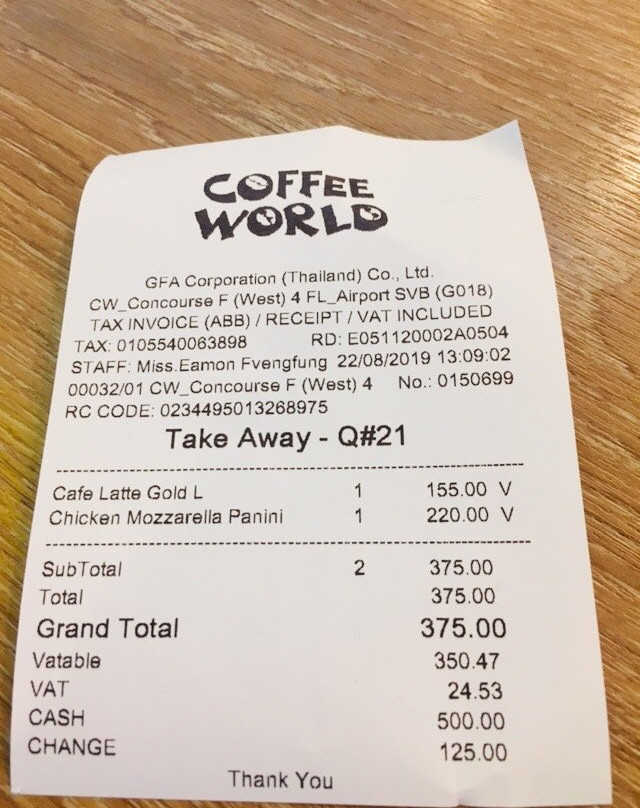 COFFEE
WORLD
GFA Corporation (Thailand) Co., Ltd.
CW_Concourse F (West) 4 FL_Airport SVB (G018)
TAX INVOICE (ABB) / RECEIPT / VAT INCLUDED
TAX: 0105540063898 RD: E051120002A0504
STAFF: Miss.Eamon Fvengfung 22/08/2019 13:09:02
00032/01 CW_Concourse F (West) 4 No.: 0150699
RC CODE: 0234495013268975
Take Away - Q#21
Cafe Latte Gold L 1 155.00 V
Chicken Mozzarella Panini 1 220.00 V
SubTotal 2 375.00
Total 375.00
Grand Total 375.00
Vatable 350.47
VAT 24.53
CASH 500.00
CHANGE 125.00
Thank You